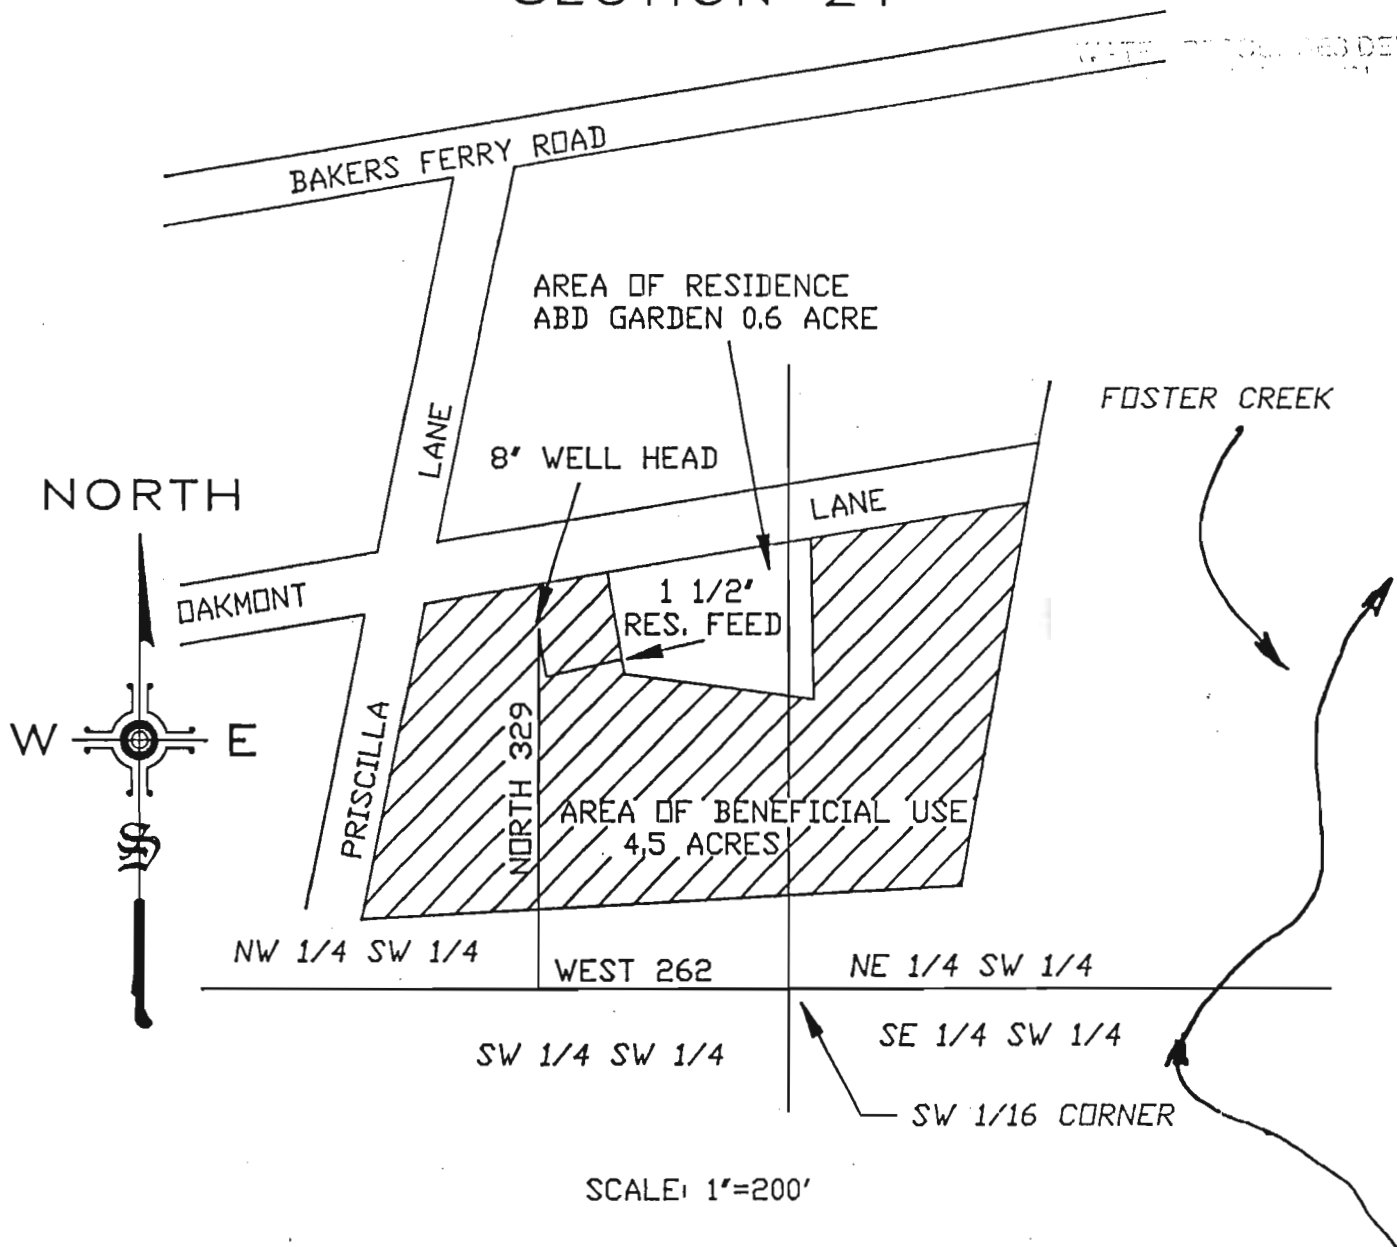 BAKERS FERRY ROAD
AREA OF RESIDENCE
ABD GARDEN 0.6 ACRE
FOSTER CREEK
LANE
8" WELL HEAD
NORTH
LANE
1 1/2"
RES. FEED
OAKMONT
W E
PRISCILLA
NORTH 329
AREA OF BENEFICIAL USE
4.5 ACRES
S
NW 1/4 SW 1/4
WEST 262
NE 1/4 SW 1/4
SW 1/4 SW 1/4
SE 1/4 SW 1/4
SW 1/16 CORNER
SCALE: 1"=200'